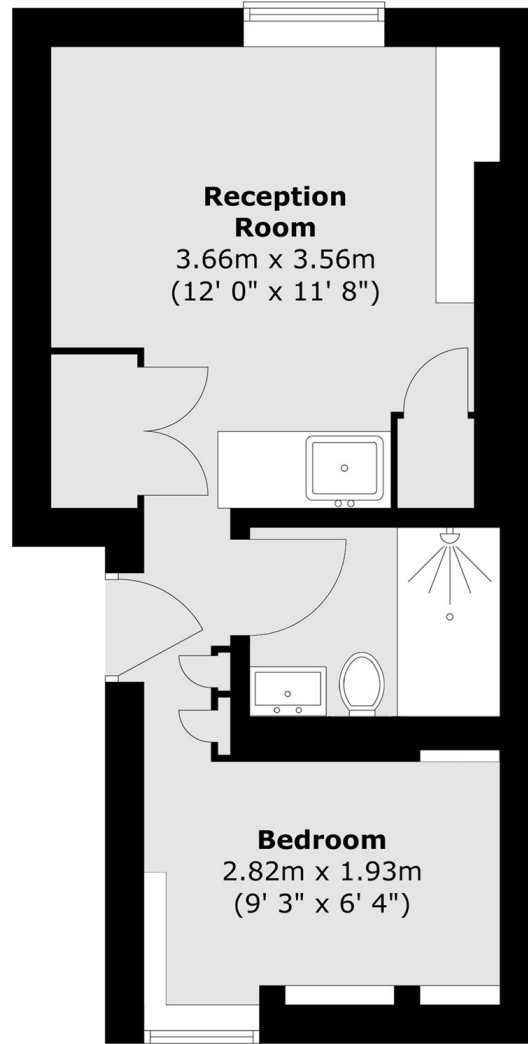 Reception
Room
3.66m x 3.56m
(12' 0" x 11' 8")
Bedroom
2.82m x 1.93m
(9' 3" x 6' 4")